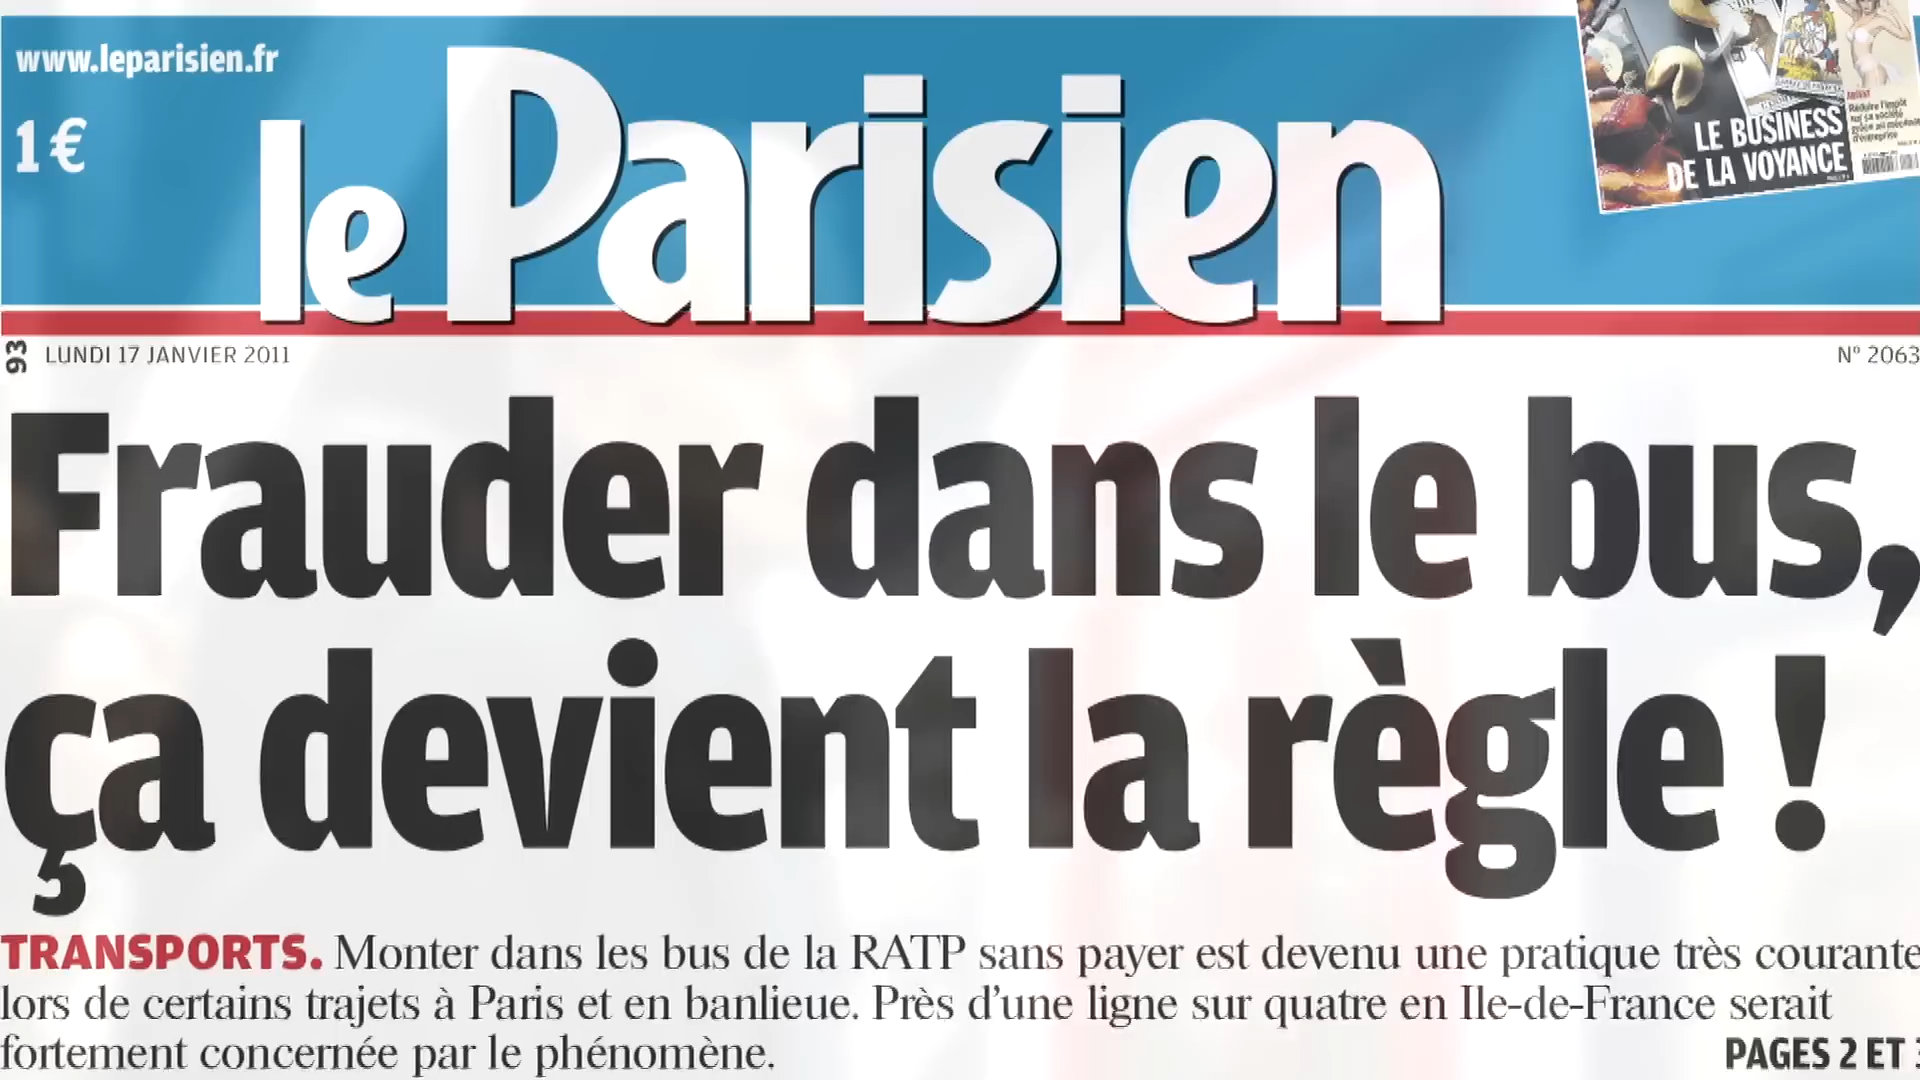 www.leparisien.fr
1 €
le Parisien
LE BUSINESS
DE LA VOYANCE
Réduire l'impôt
93 LUNDI 17 JANVIER 2011
N° 2063
Frauder dans le bus,
ça devient la règle !
TRANSPORTS. Monter dans les bus de la RATP sans payer est devenu une pratique très courante
lors de certains trajets à Paris et en banlieue. Près d'une ligne sur quatre en Ile-de-France serait
fortement concernée par le phénomène.
PAGES 2 ET